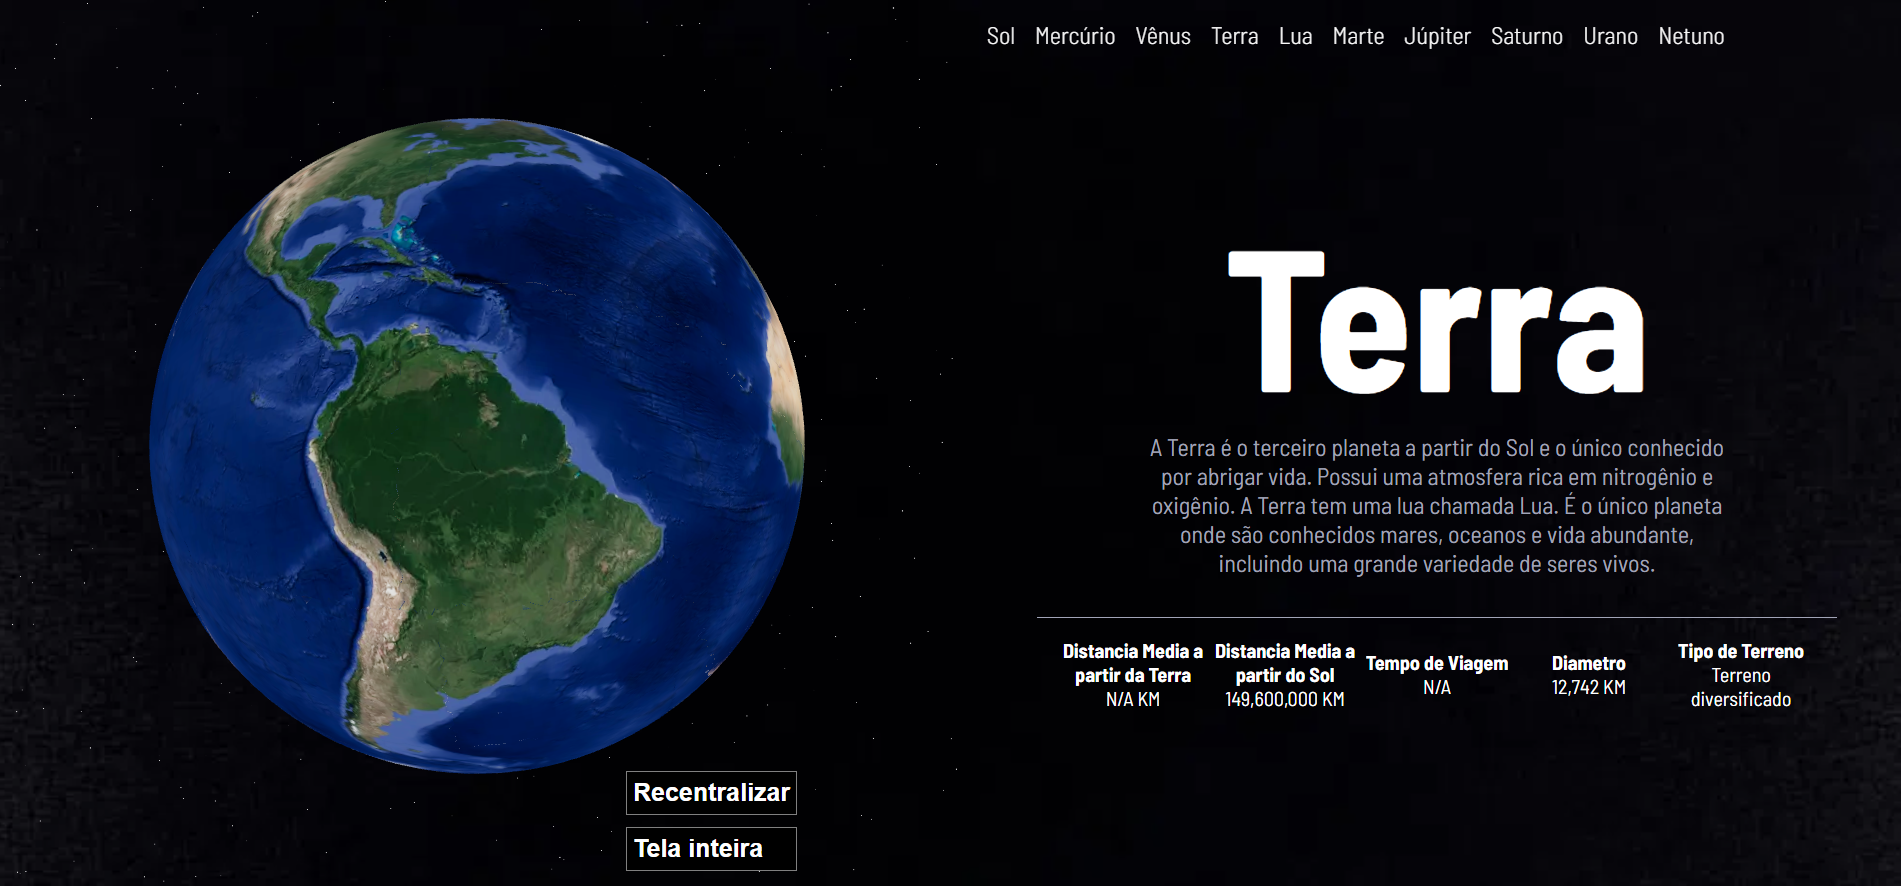 Sol Mercúrio Vênus Terra Lua Marte Júpiter Saturno Urano Netuno
Terra
A Terra é o terceiro planeta a partir do Sol e o único conhecido
por abrigar vida. Possui uma atmosfera rica em nitrogênio e
oxigênio. A Terra tem uma lua chamada Lua. É o único planeta
onde são conhecidos mares, oceanos e vida abundante,
incluindo uma grande variedade de seres vivos.
Distancia Media a
partir da Terra
N/A KM
Distancia Media a
partir do Sol
149,600,000 KM
Tempo de Viagem
N/A
Diametro
12,742 KM
Tipo de Terreno
Terreno
diversificado
Recentralizar
Tela inteira